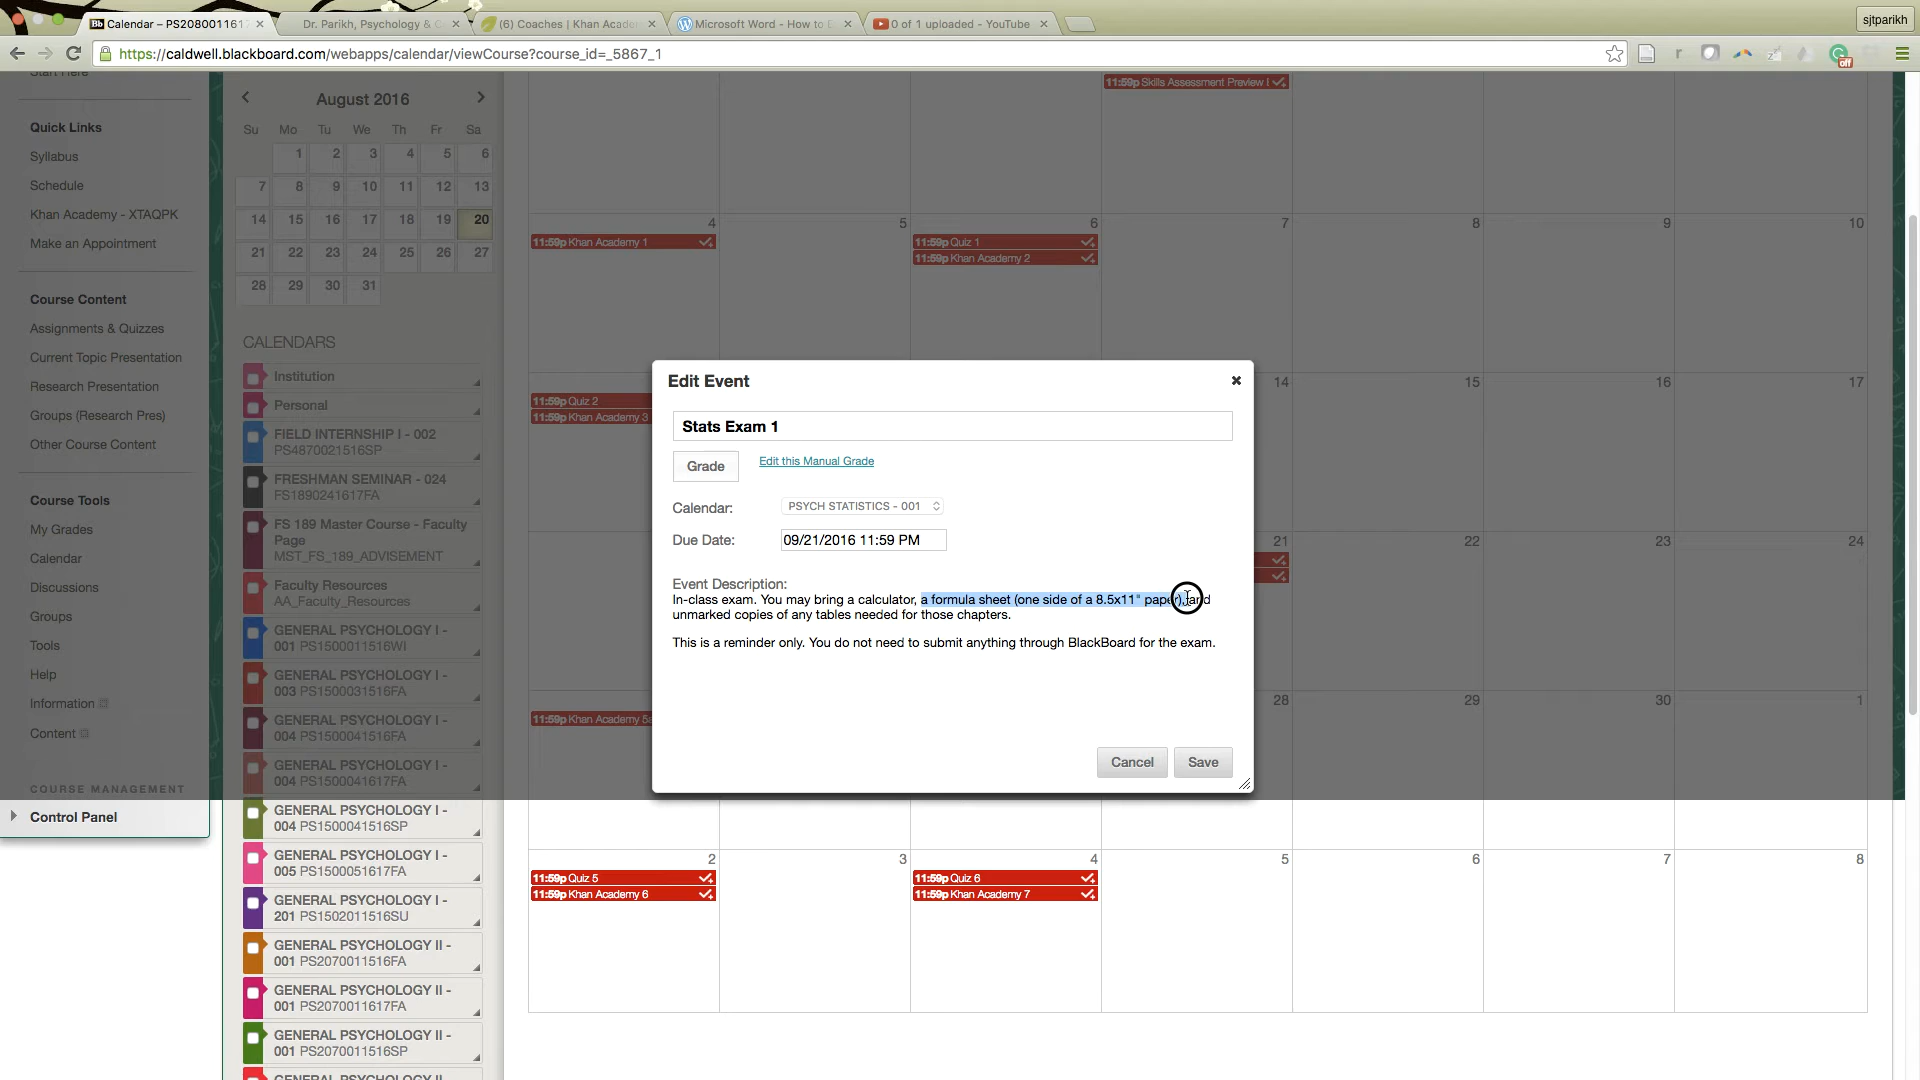 Calendar – PS2080011617
Dr. Parikh, Psychology & C
(6) Coaches | Khan Acade
Microsoft Word - How to E
0 of 1 uploaded - YouTube
sjtparikh
https://caldwell.blackboard.com/webapps/calendar/viewCourse?course_id=_5867_1
off
Start Here
Quick Links
Syllabus
Schedule
Khan Academy - XTAQPK
Make an Appointment
Course Content
Assignments & Quizzes
Current Topic Presentation
Research Presentation
Groups (Research Pres)
Other Course Content
Course Tools
My Grades
Calendar
Discussions
Groups
Tools
Help
Information
Content
COURSE MANAGEMENT
Control Panel
August 2016
Su Mo Tu We Th Fr Sa
1 2 3 4 5 6
7 8 9 10 11 12 13
14 15 16 17 18 19 20
21 22 23 24 25 26 27
28 29 30 31
CALENDARS
Institution
Personal
FIELD INTERNSHIP I - 002
PS4870021516SP
FRESHMAN SEMINAR - 024
FS1890241617FA
FS 189 Master Course - Faculty
Page
MST_FS_189_ADVISEMENT
Faculty Resources
AA_Faculty_Resources
GENERAL PSYCHOLOGY I -
001 PS1500011516WI
GENERAL PSYCHOLOGY I -
003 PS1500031516FA
GENERAL PSYCHOLOGY I -
004 PS1500041516FA
GENERAL PSYCHOLOGY I -
004 PS1500041617FA
GENERAL PSYCHOLOGY I -
004 PS1500041516SP
GENERAL PSYCHOLOGY I -
005 PS1500051617FA
GENERAL PSYCHOLOGY I -
201 PS1502011516SU
GENERAL PSYCHOLOGY II -
001 PS2070011516FA
GENERAL PSYCHOLOGY II -
001 PS2070011617FA
GENERAL PSYCHOLOGY II -
001 PS2070011516SP
GENERAL PSYCHOLOGY II
11:59p Skills Assessment Preview
4 5 6 7 8 9 10
11:59p Khan Academy 1
11:59p Quiz 1
11:59p Khan Academy 2
14 15 16 17
11:59p Quiz 2
11:59p Khan Academy 3
21 22 23 24
28 29 30 1
11:59p Khan Academy 5a
2 3 4 5 6 7 8
11:59p Quiz 5
11:59p Khan Academy 6
11:59p Quiz 6
11:59p Khan Academy 7
Edit Event
Stats Exam 1
Grade
Edit this Manual Grade
Calendar: PSYCH STATISTICS - 001
Due Date: 09/21/2016 11:59 PM
Event Description:
In-class exam. You may bring a calculator, a formula sheet (one side of a 8.5x11" paper), and
unmarked copies of any tables needed for those chapters.
This is a reminder only. You do not need to submit anything through BlackBoard for the exam.
Cancel
Save